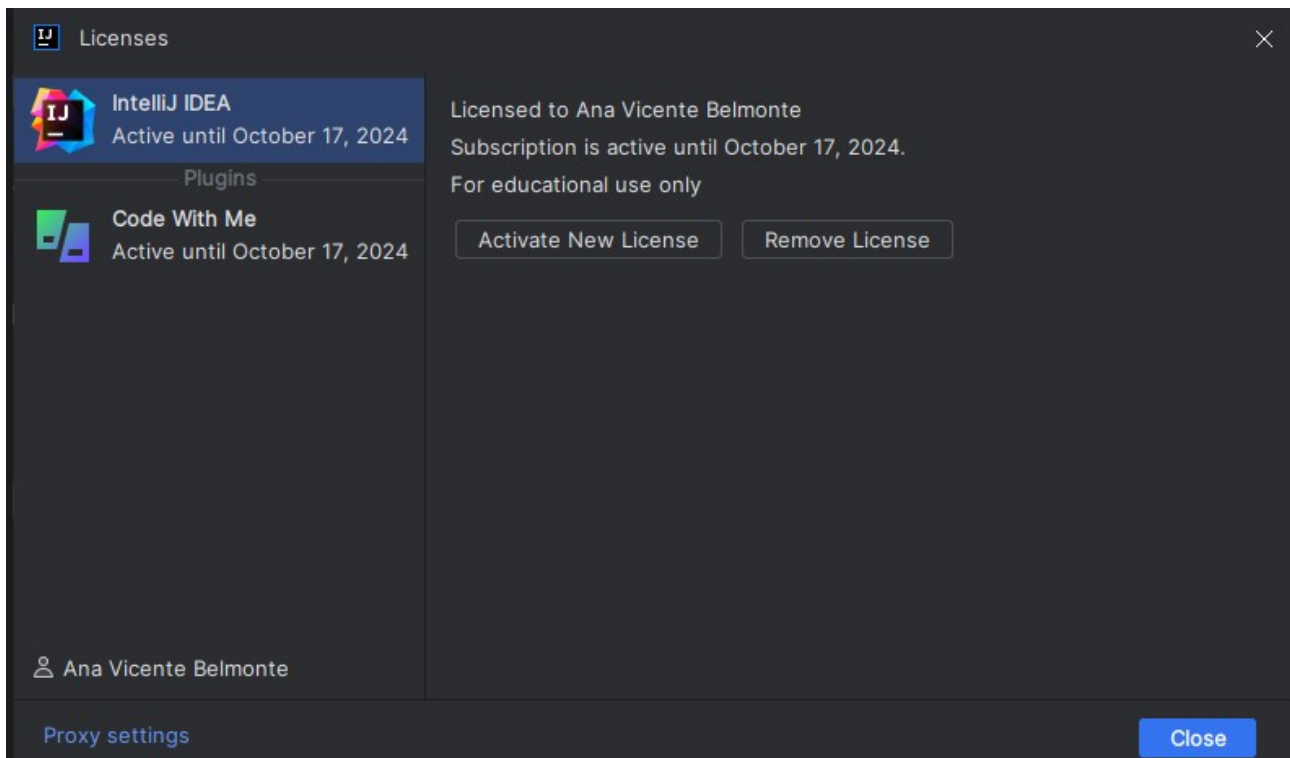 IJ Licenses
IJ
IntelliJ IDEA
Active until October 17, 2024
Plugins
Code With Me
Active until October 17, 2024
Ana Vicente Belmonte
Licensed to Ana Vicente Belmonte
Subscription is active until October 17, 2024.
For educational use only
Activate New License Remove License
Proxy settings
Close